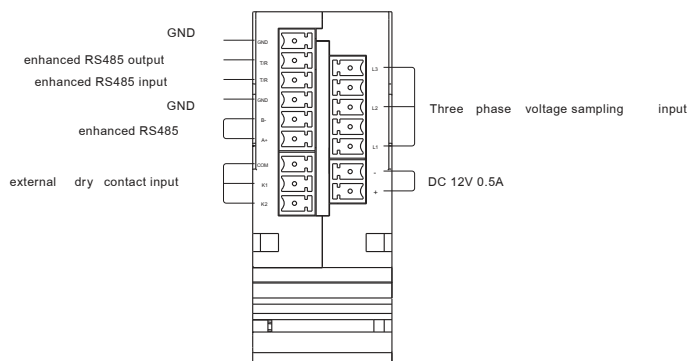 GND
enhanced RS485 output
enhanced RS485 input
GND
enhanced RS485
external dry contact input
GND
T/R
T/R
GND
B-
A+
COM
K1
K2
L3
L2
L1
-
+
Three phase voltage sampling input
DC 12V 0.5A